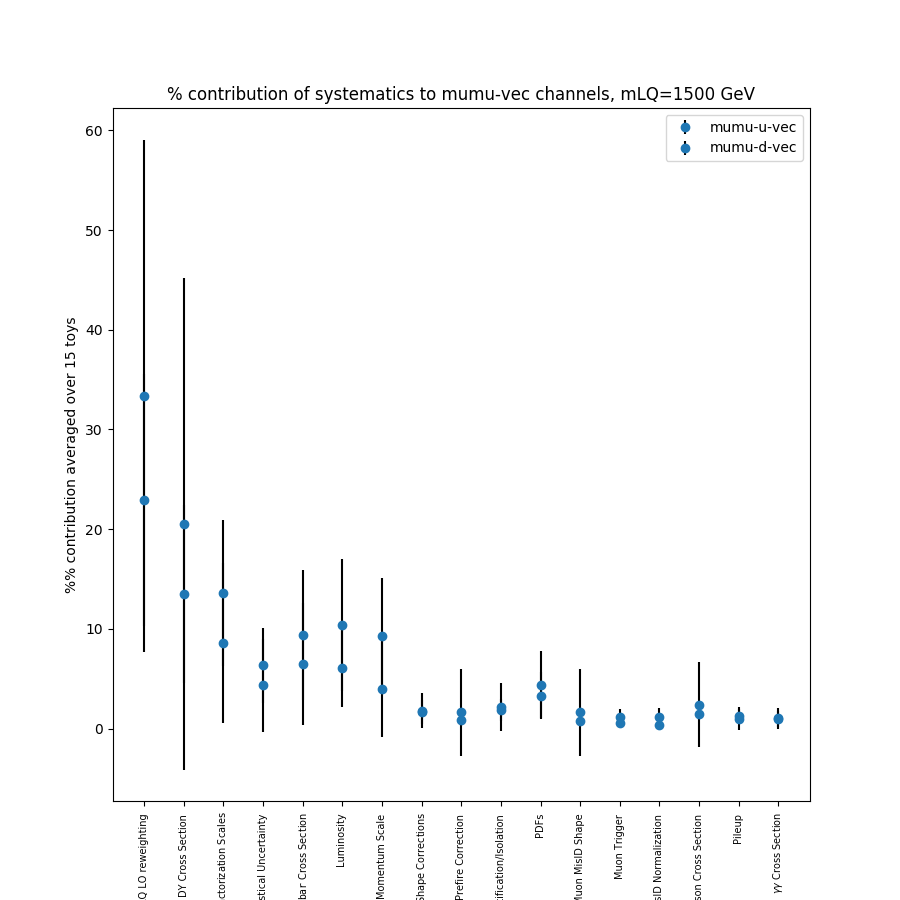 % contribution of systematics to mumu-vec channels, mLQ=1500 GeV
mumu-u-vec
mumu-d-vec
%% contribution averaged over 15 toys
60
50
40
30
20
10
0
Q LO reweighting
DY Cross Section
ctorization Scales
stical Uncertainty
bar Cross Section
Luminosity
Momentum Scale
Shape Corrections
Prefire Correction
tification/Isolation
PDFs
Muon MisID Shape
Muon Trigger
sID Normalization
son Cross Section
Pileup
γγ Cross Section